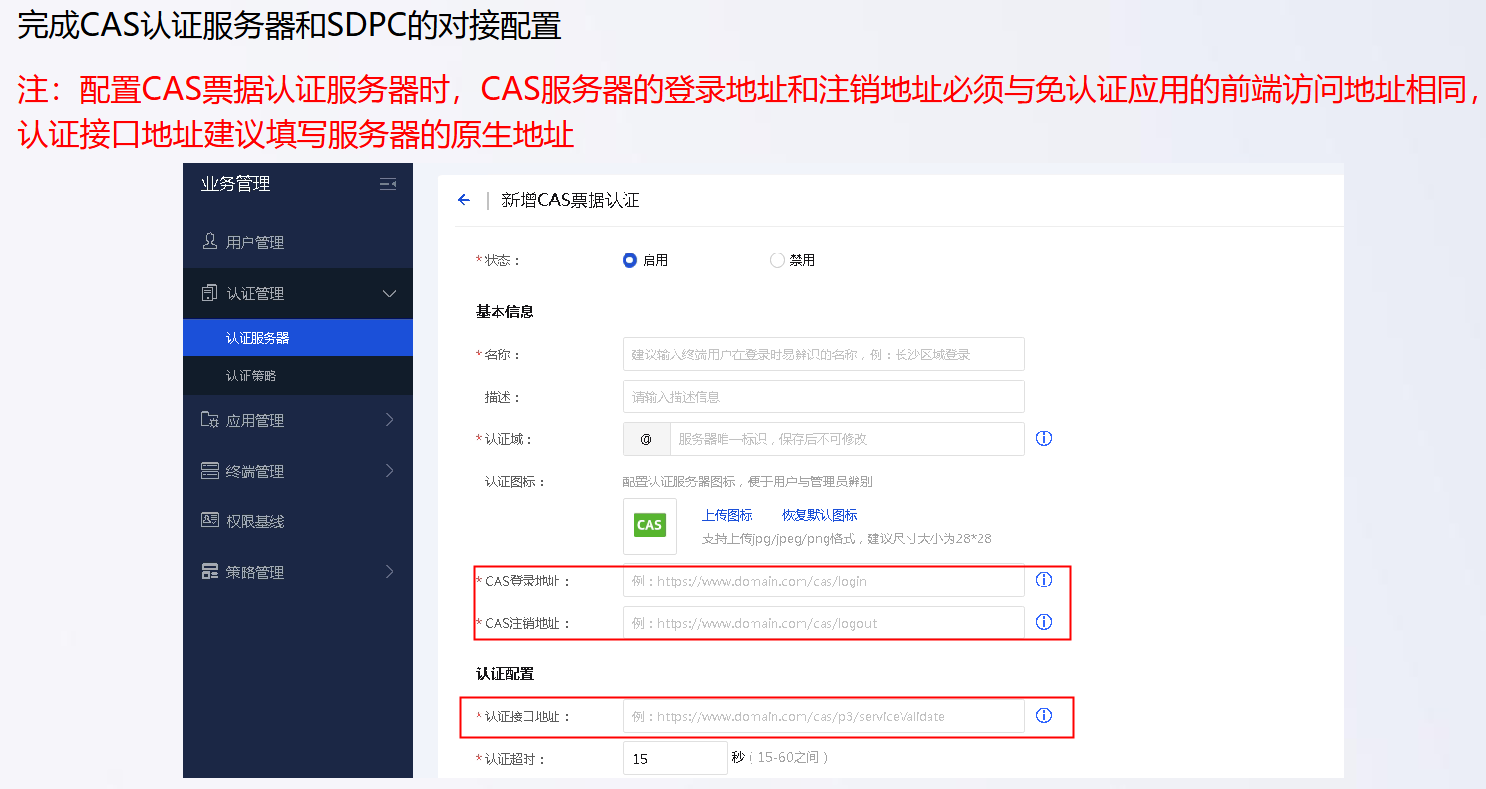 完成CAS认证服务器和SDPC的对接配置
注：配置CAS票据认证服务器时，CAS服务器的登录地址和注销地址必须与免认证应用的前端访问地址相同，
认证接口地址建议填写服务器的原生地址
业务管理
用户管理
认证管理
认证服务器
认证策略
应用管理
终端管理
权限基线
策略管理
新增CAS票据认证
*状态：
启用
禁用
基本信息
*名称：
建议输入终端用户在登录时易辨识的名称，例：长沙区域登录
描述：
请输入描述信息
*认证域：
@
服务器唯一标识，保存后不可修改
认证图标：
配置认证服务器图标，便于用户与管理员辨别
CAS
上传图标
恢复默认图标
支持上传jpg/jpeg/png格式，建议尺寸大小为28*28
*CAS登录地址：
例：https://www.domain.com/cas/login
*CAS注销地址：
例：https://www.domain.com/cas/logout
认证配置
*认证接口地址：
例：https://www.domain.com/cas/p3/serviceValidate
*认证超时：
15
秒（15-60之间）